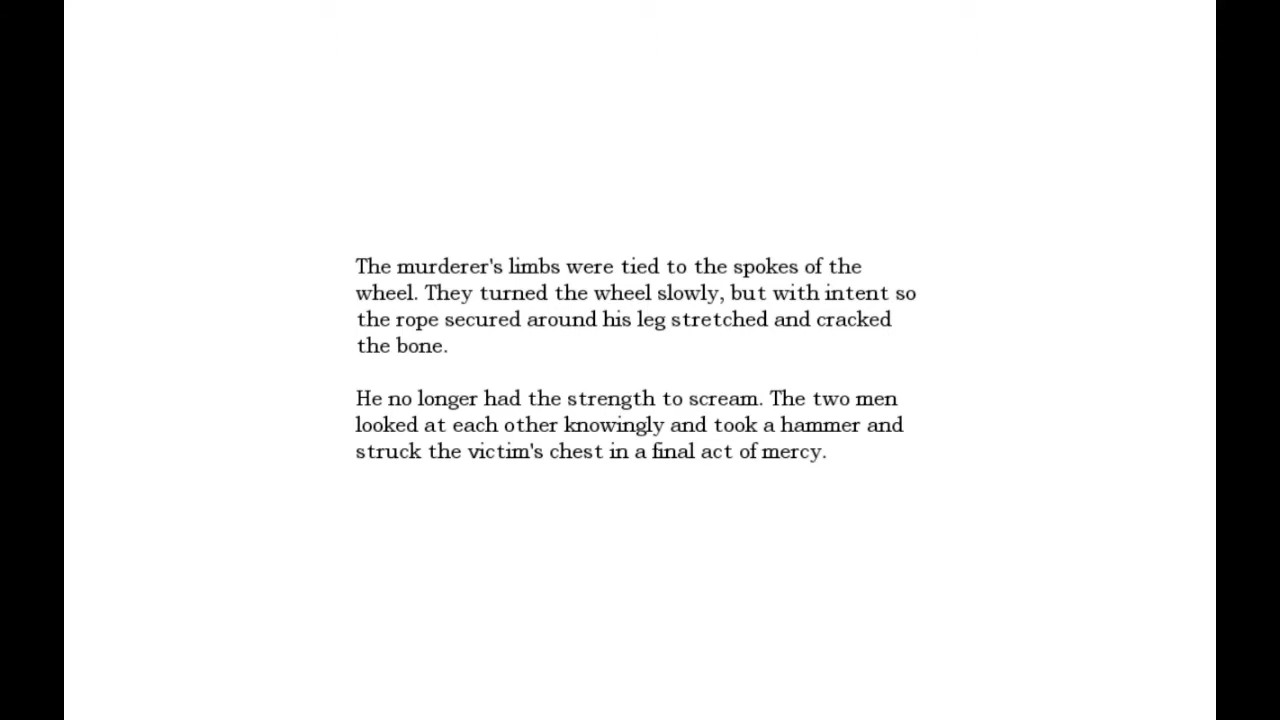 The murderer's limbs were tied to the spokes of the
wheel. They turned the wheel slowly, but with intent so
the rope secured around his leg stretched and cracked
the bone.
He no longer had the strength to scream. The two men
looked at each other knowingly and took a hammer and
struck the victim's chest in a final act of mercy.